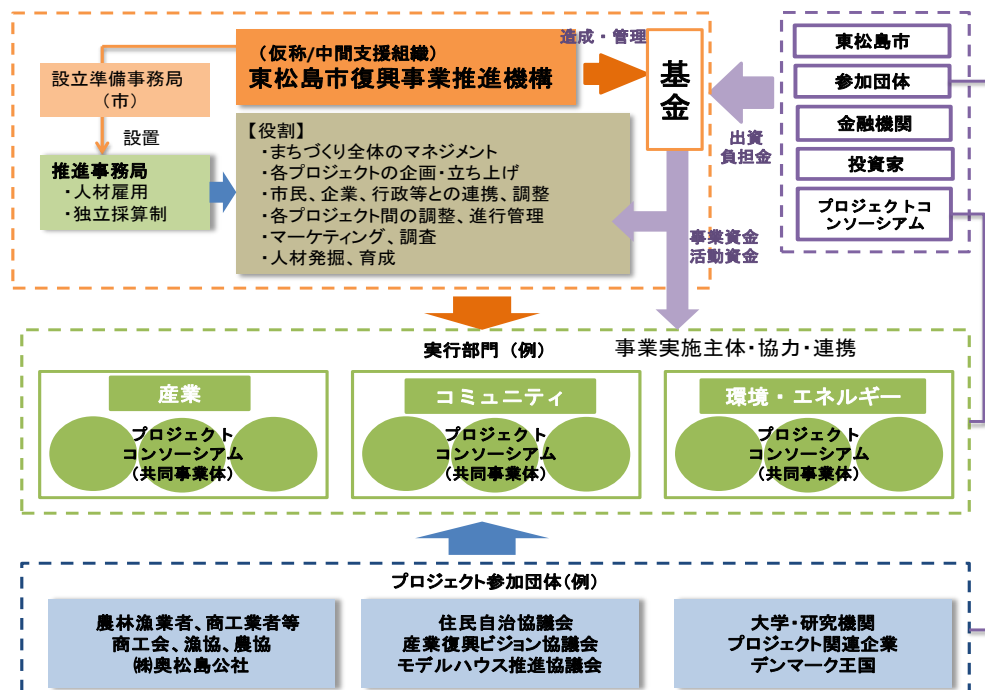 （仮称/中間支援組織）
東松島市復興事業推進機構
設立準備事務局
（市）
設置
推進事務局
・人材雇用
・独立採算制
【役割】
・まちづくり全体のマネジメント
・各プロジェクトの企画・立ち上げ
・市民、企業、行政等との連携、調整
・各プロジェクト間の調整、進行管理
・マーケティング、調査
・人材発掘、育成
造成・管理
基
金
出資
負担金
事業資金
活動資金
東松島市
参加団体
金融機関
投資家
プロジェクトコ
ンソーシアム
実行部門（例）
事業実施主体・協力・連携
産業
プロジェクト
コンソーシアム
（共同事業体）
コミュニティ
プロジェクト
コンソーシアム
（共同事業体）
環境・エネルギー
プロジェクト
コンソーシアム
（共同事業体）
プロジェクト参加団体（例）
農林漁業者、商工業者等
商工会、漁協、農協
㈱奥松島公社
住民自治協議会
産業復興ビジョン協議会
モデルハウス推進協議会
大学・研究機関
プロジェクト関連企業
デンマーク王国